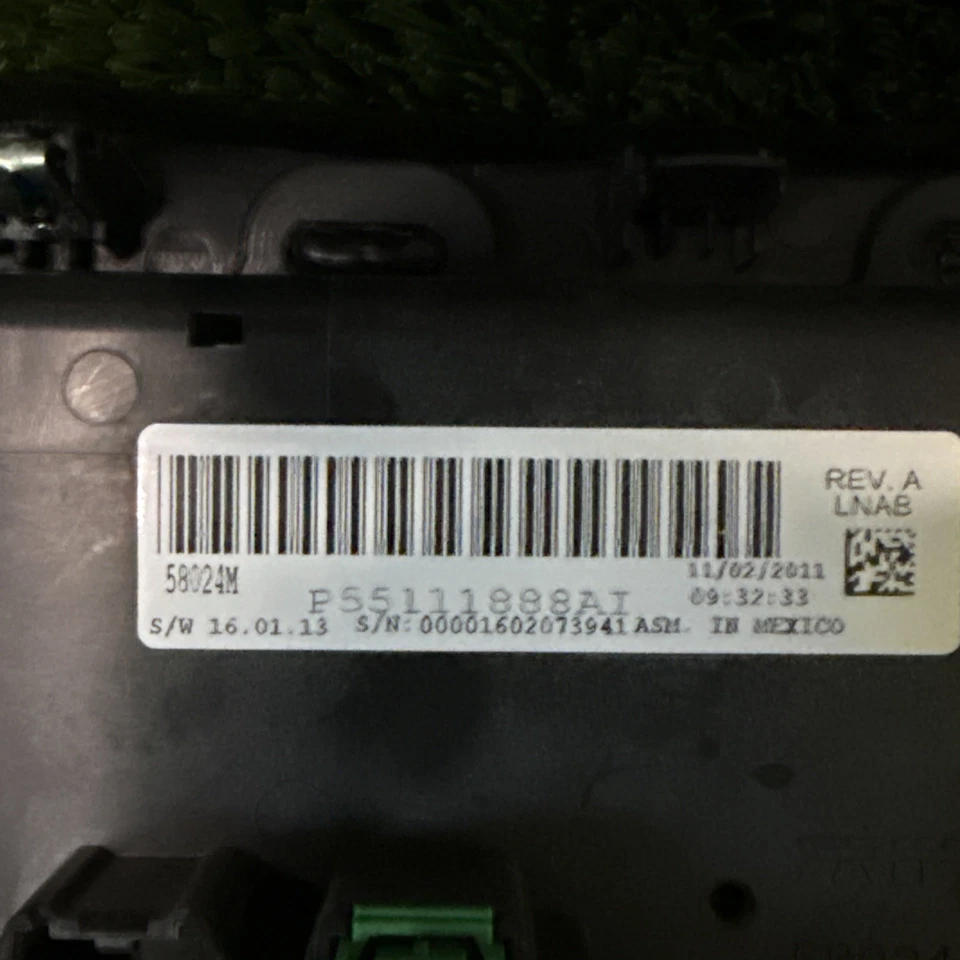 REV. A
LNAB
58024M
11/02/2011
P55111888AI
09:32:33
S/W 16.01.13 S/N: 00001602073941 ASM. IN MEXICO